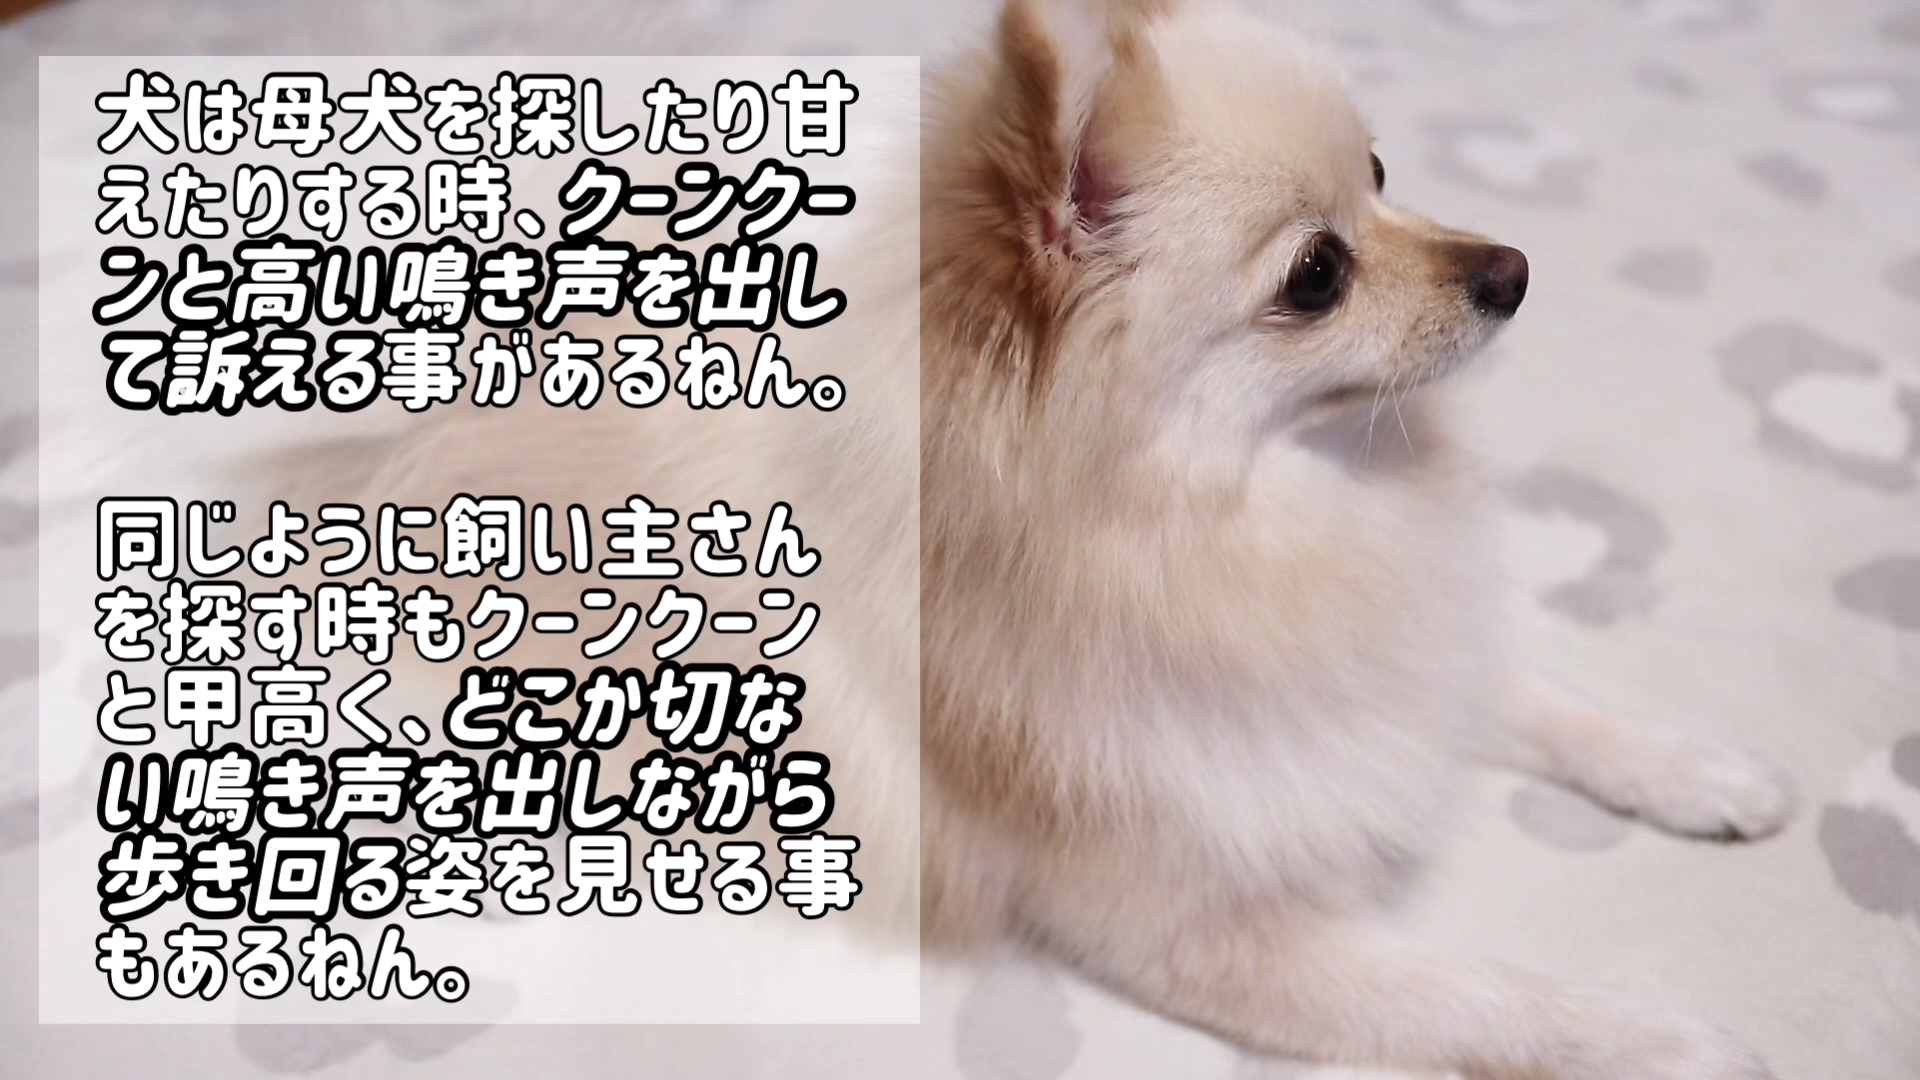 犬は母犬を探したり甘
えたりする時、クーンクー
ンと高い鳴き声を出し
て訴える事があるねん。
同じように飼い主さん
を探す時もクーンクーン
と甲高く、どこか切な
い鳴き声を出しながら
歩き回る姿を見せる事
もあるねん。